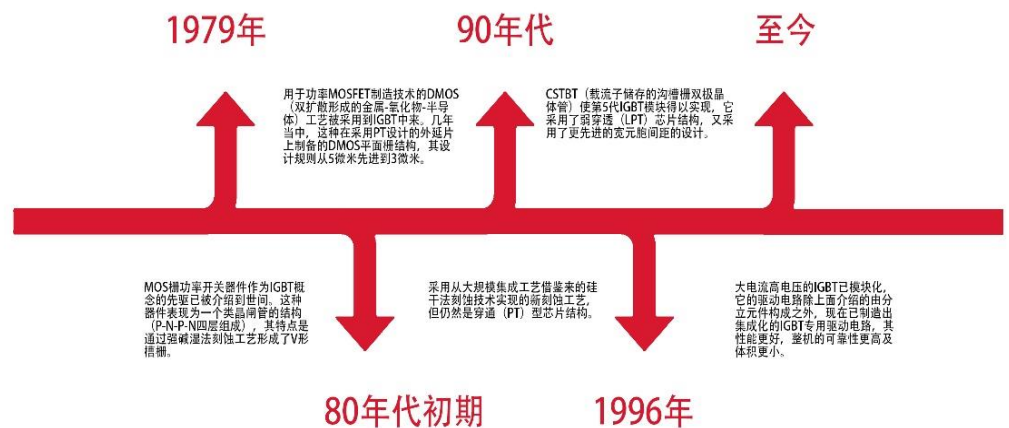 1979年
90年代
至今
用于功率MOSFET制造技术的DMOS
（双扩散形成的金属-氧化物-半导
体）工艺被采用到IGBT中来。几年
当中，这种在采用PT设计的外延片
上制备的DMOS平面栅结构，其设
计规则从5微米先进到3微米。
CSTBT（载流子储存的沟槽栅双极晶
体管）使第5代IGBT模块得以实现，它
采用了弱穿透（LPT）芯片结构，又采
用了更先进的宽元胞间距的设计。
MOS栅功率开关器件作为IGBT概
念的先驱已被介绍到世间。这种
器件表现为一个类晶闸管的结构
（P-N-P-N四层组成），其特点是
通过强碱湿法刻蚀工艺形成了V形
槽栅。
采用从大规模集成工艺借鉴来的硅
干法刻蚀技术实现的新刻蚀工艺，
但仍然是穿通（PT）型芯片结构。
大电流高电压的IGBT已模块化，
它的驱动电路除上面介绍的由分
立元件构成之外，现在已制造出
集成化的IGBT专用驱动电路，其
性能更好，整机的可靠性更高及
体积更小。
80年代初期
1996年